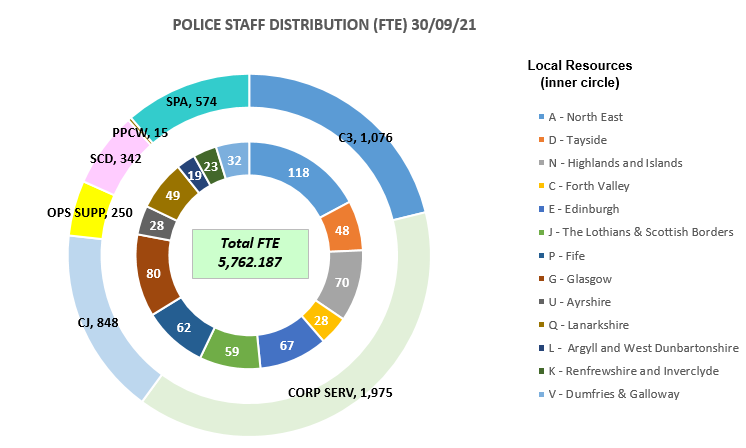 POLICE STAFF DISTRIBUTION (FTE) 30/09/21
Local Resources
(inner circle)
SPA, 574
C3, 1,076
PPCW, 15
SCD, 342
OPS SUPP, 250
CJ, 848
CORP SERV, 1,975
118
48
70
28
67
59
62
80
28
49
19
23
32
Total FTE
5,762.187
A - North East
D - Tayside
N - Highlands and Islands
C - Forth Valley
E - Edinburgh
J - The Lothians & Scottish Borders
P - Fife
G - Glasgow
U - Ayrshire
Q - Lanarkshire
L - Argyll and West Dunbartonshire
K - Renfrewshire and Inverclyde
V - Dumfries & Galloway